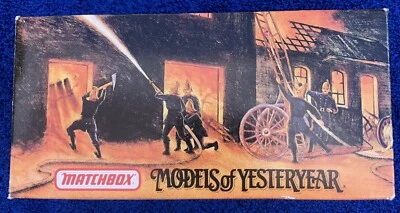 MATCHBOX MODELS of YESTERYEAR